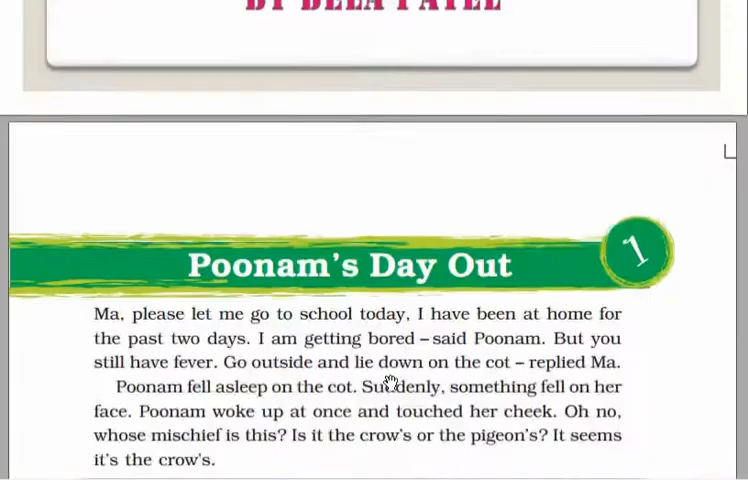 BY BELA PATEL
1
Poonam's Day Out
Ma, please let me go to school today, I have been at home for
the past two days. I am getting bored – said Poonam. But you
still have fever. Go outside and lie down on the cot – replied Ma.
Poonam fell asleep on the cot. Suddenly, something fell on her
face. Poonam woke up at once and touched her cheek. Oh no,
whose mischief is this? Is it the crow's or the pigeon's? It seems
it's the crow's.